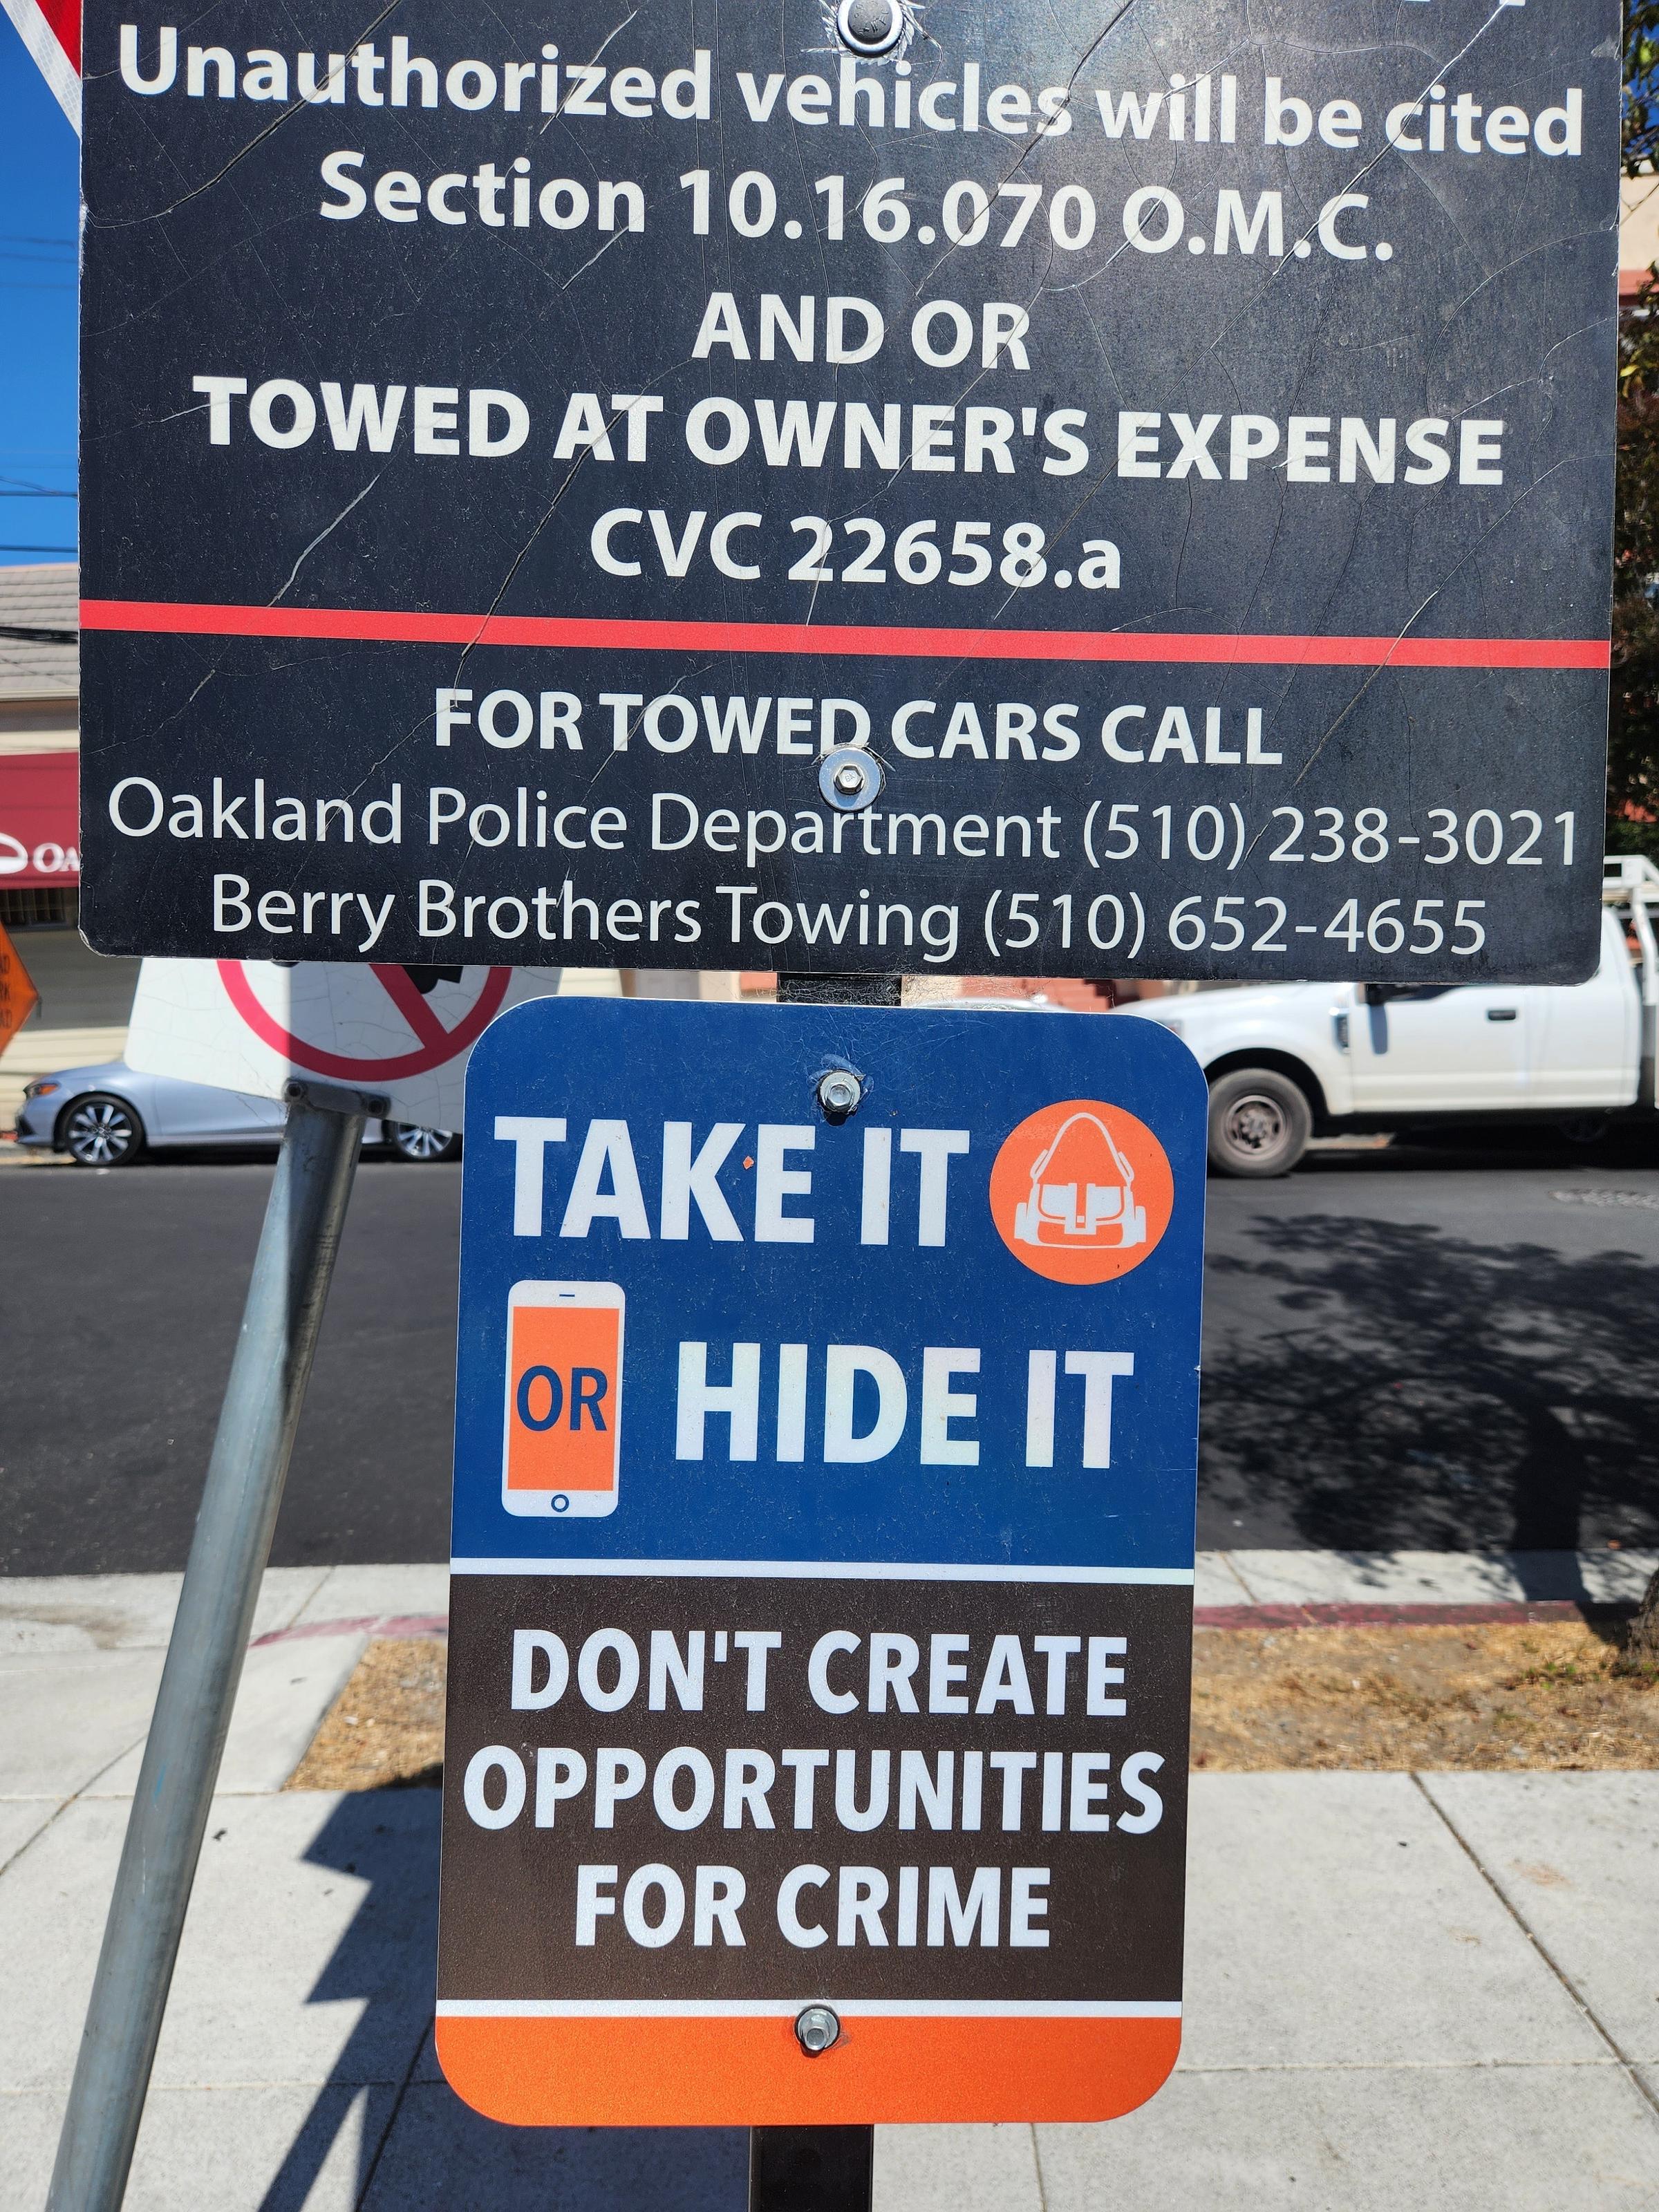 Unauthorized vehicles will be cited
Section 10.16.070 O.M.C.
AND OR
TOWED AT OWNER'S EXPENSE
CVC 22658.a
FOR TOWED CARS CALL
Oakland Police Department (510) 238-3021
Berry Brothers Towing (510) 652-4655
TAKE IT
OR HIDE IT
DON'T CREATE
OPPORTUNITIES
FOR CRIME